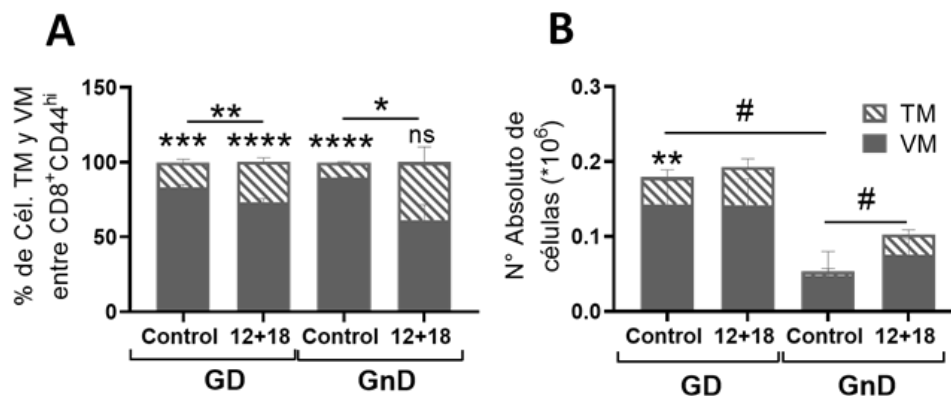 A
% de Cél. TM y VM
entre CD8⁺CD44ʰⁱ
150
100
50
0
**
*
*** **** **** ns
Control 12+18 Control 12+18
GD GnD
B
N° Absoluto de
células (*10⁶)
0.3
0.2
0.1
0.0
TM
VM
#
**
#
Control 12+18 Control 12+18
GD GnD